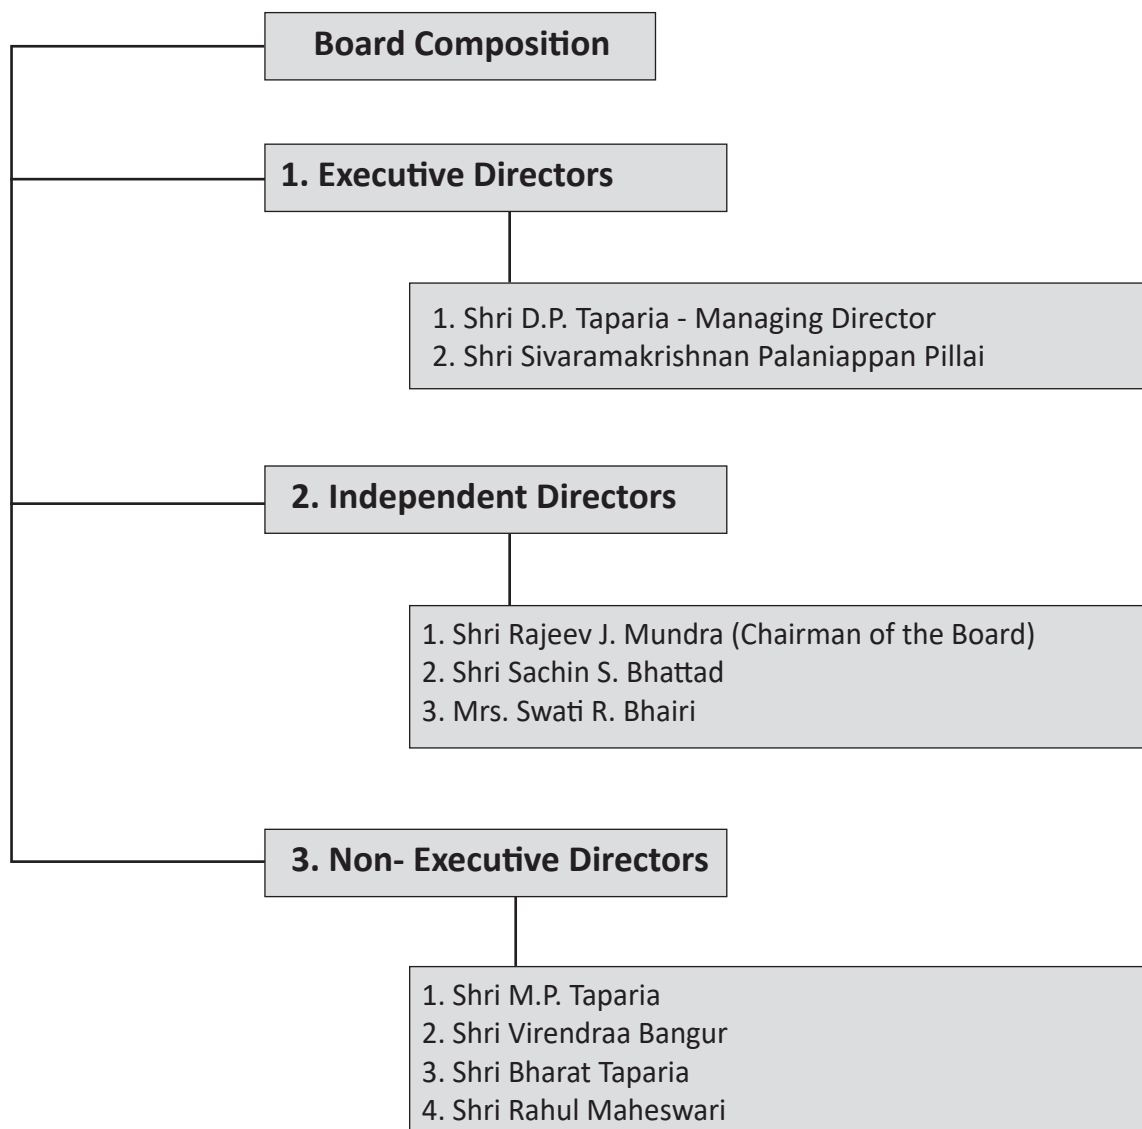 Board Composition
1. Executive Directors
1. Shri D.P. Taparia - Managing Director
2. Shri Sivaramakrishnan Palaniappan Pillai
2. Independent Directors
1. Shri Rajeev J. Mundra (Chairman of the Board)
2. Shri Sachin S. Bhattad
3. Mrs. Swati R. Bhairi
3. Non- Executive Directors
1. Shri M.P. Taparia
2. Shri Virendraa Bangur
3. Shri Bharat Taparia
4. Shri Rahul Maheswari